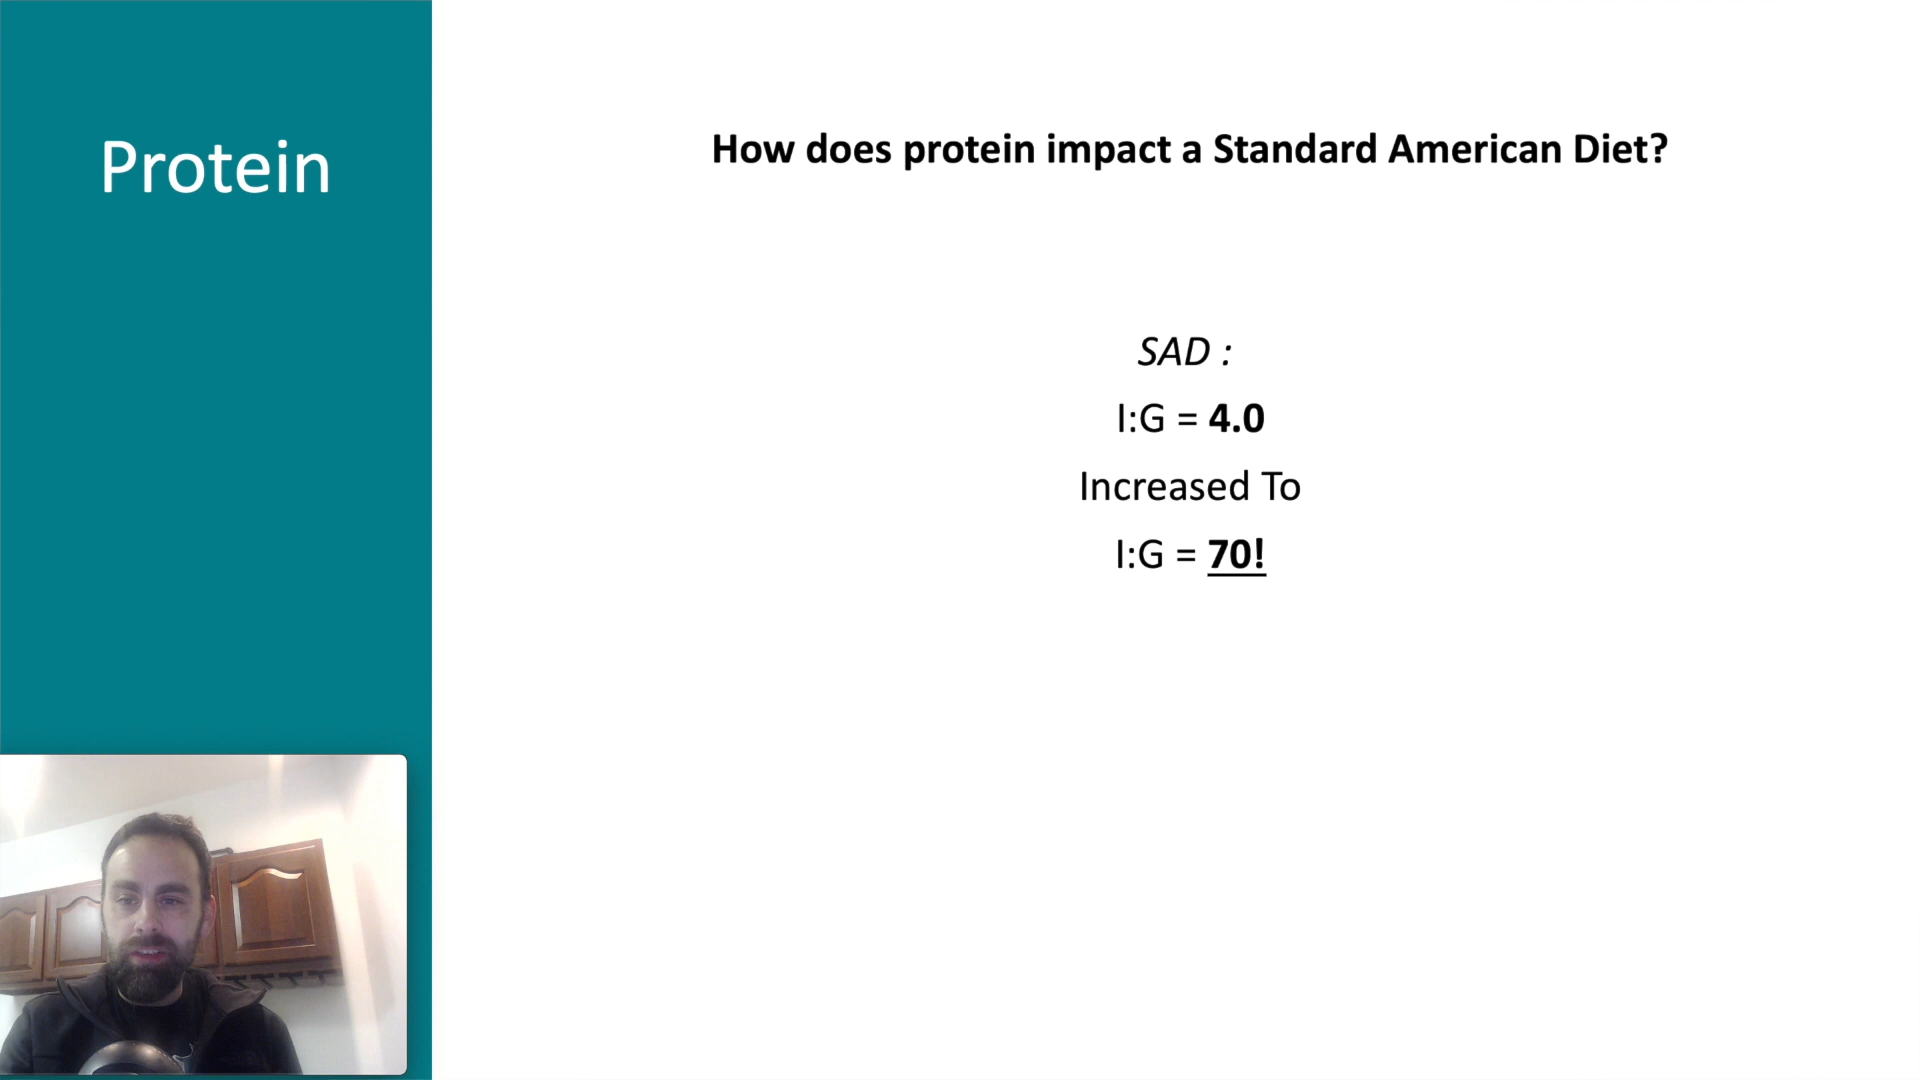 Protein
How does protein impact a Standard American Diet?
SAD :
I:G = 4.0
Increased To
I:G = 70!